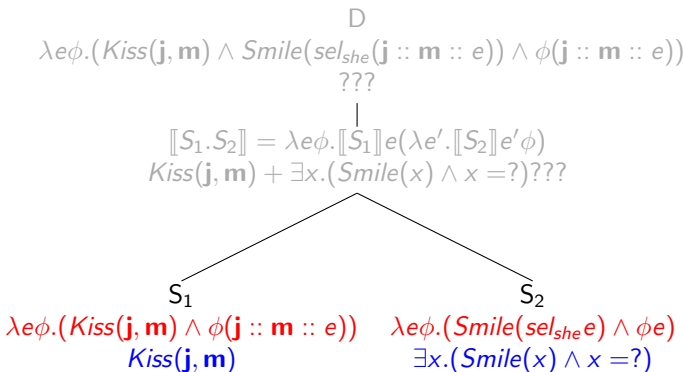 D
λeϕ.(Kiss(j, m) ∧ Smile(sel_she(j :: m :: e)) ∧ ϕ(j :: m :: e))
???
⟦S₁.S₂⟧ = λeϕ.⟦S₁⟧e(λe′.⟦S₂⟧e′ϕ)
Kiss(j, m) + ∃x.(Smile(x) ∧ x =?)???
S₁ S₂
λeϕ.(Kiss(j, m) ∧ ϕ(j :: m :: e)) λeϕ.(Smile(sel_she e) ∧ ϕe)
Kiss(j, m) ∃x.(Smile(x) ∧ x =?)